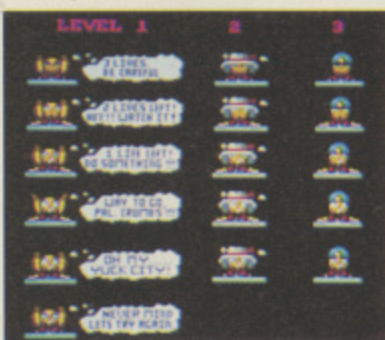 LEVEL 1 2 3
3 LIVES.
BE CAREFUL
2 LIVES LEFT!
HEY!! WATCH IT!
1 LIFE LEFT!
DO SOMETHING !!!
WAY TO GO,
PAL. CRUMBS !!!
OH MY
YUCK CITY!
NEVER MIND
LETS TRY AGAIN